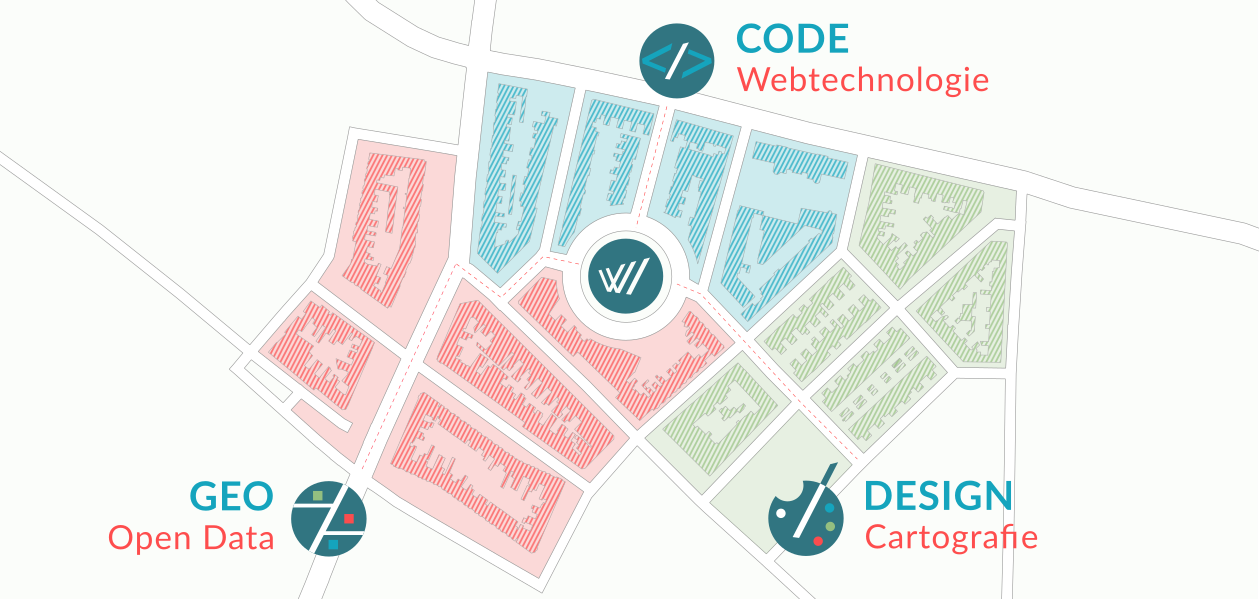 CODE
Webtechnologie
GEO
Open Data
DESIGN
Cartografie